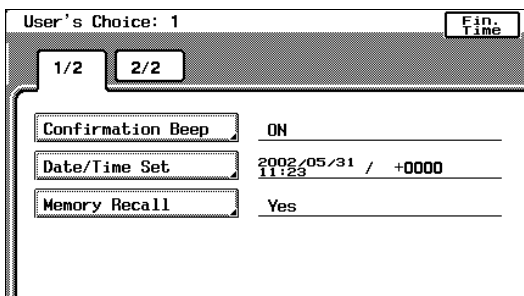 User's Choice: 1
Fin.
Time
1/2
2/2
Confirmation Beep
ON
Date/Time Set
2002/05/31
11:23 / +0000
Memory Recall
Yes